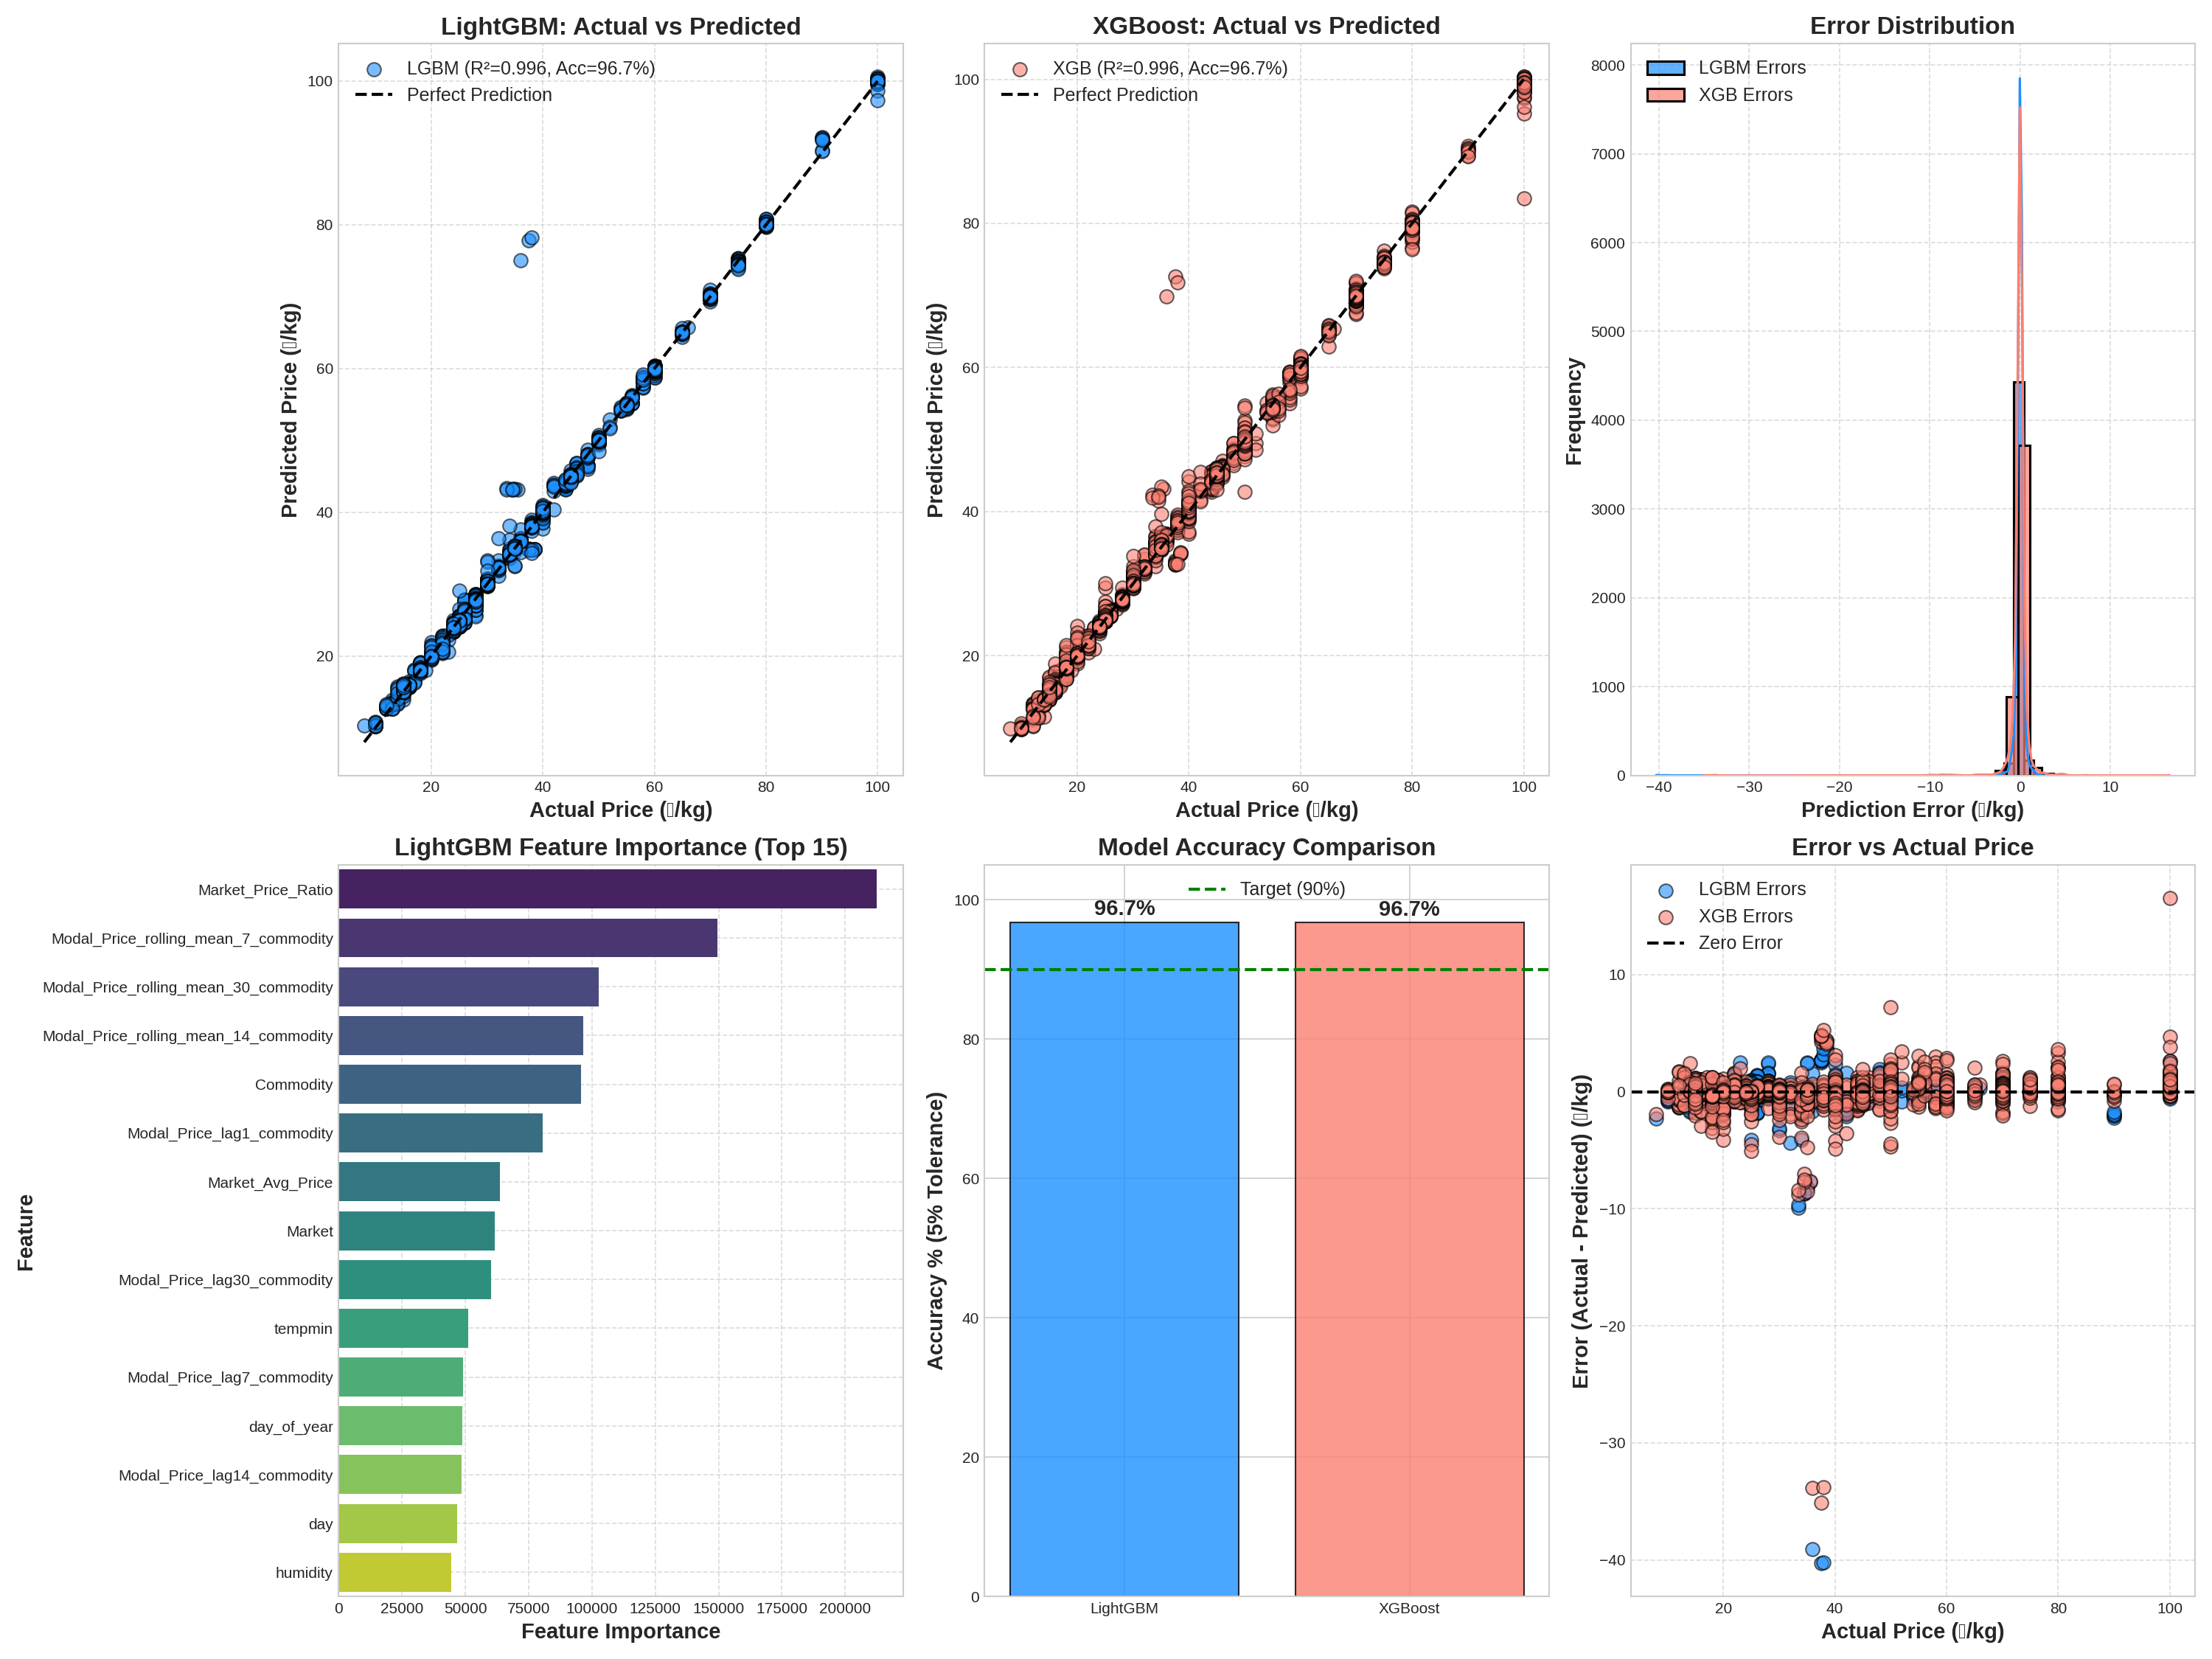 LightGBM: Actual vs Predicted
LGBM (R²=0.996, Acc=96.7%)
Perfect Prediction
100
80
60
40
20
Predicted Price (▯/kg)
20 40 60 80 100
Actual Price (▯/kg)
XGBoost: Actual vs Predicted
XGB (R²=0.996, Acc=96.7%)
Perfect Prediction
100
80
60
40
20
Predicted Price (▯/kg)
20 40 60 80 100
Actual Price (▯/kg)
Error Distribution
LGBM Errors
XGB Errors
8000
7000
6000
5000
4000
3000
2000
1000
0
Frequency
−40 −30 −20 −10 0 10
Prediction Error (▯/kg)
LightGBM Feature Importance (Top 15)
Feature
Market_Price_Ratio
Modal_Price_rolling_mean_7_commodity
Modal_Price_rolling_mean_30_commodity
Modal_Price_rolling_mean_14_commodity
Commodity
Modal_Price_lag1_commodity
Market_Avg_Price
Market
Modal_Price_lag30_commodity
tempmin
Modal_Price_lag7_commodity
day_of_year
Modal_Price_lag14_commodity
day
humidity
0 25000 50000 75000 100000 125000 150000 175000 200000
Feature Importance
Model Accuracy Comparison
Target (90%)
96.7% 96.7%
100
80
60
40
20
0
Accuracy % (5% Tolerance)
LightGBM XGBoost
Error vs Actual Price
LGBM Errors
XGB Errors
Zero Error
10
0
−10
−20
−30
−40
Error (Actual - Predicted) (▯/kg)
20 40 60 80 100
Actual Price (▯/kg)